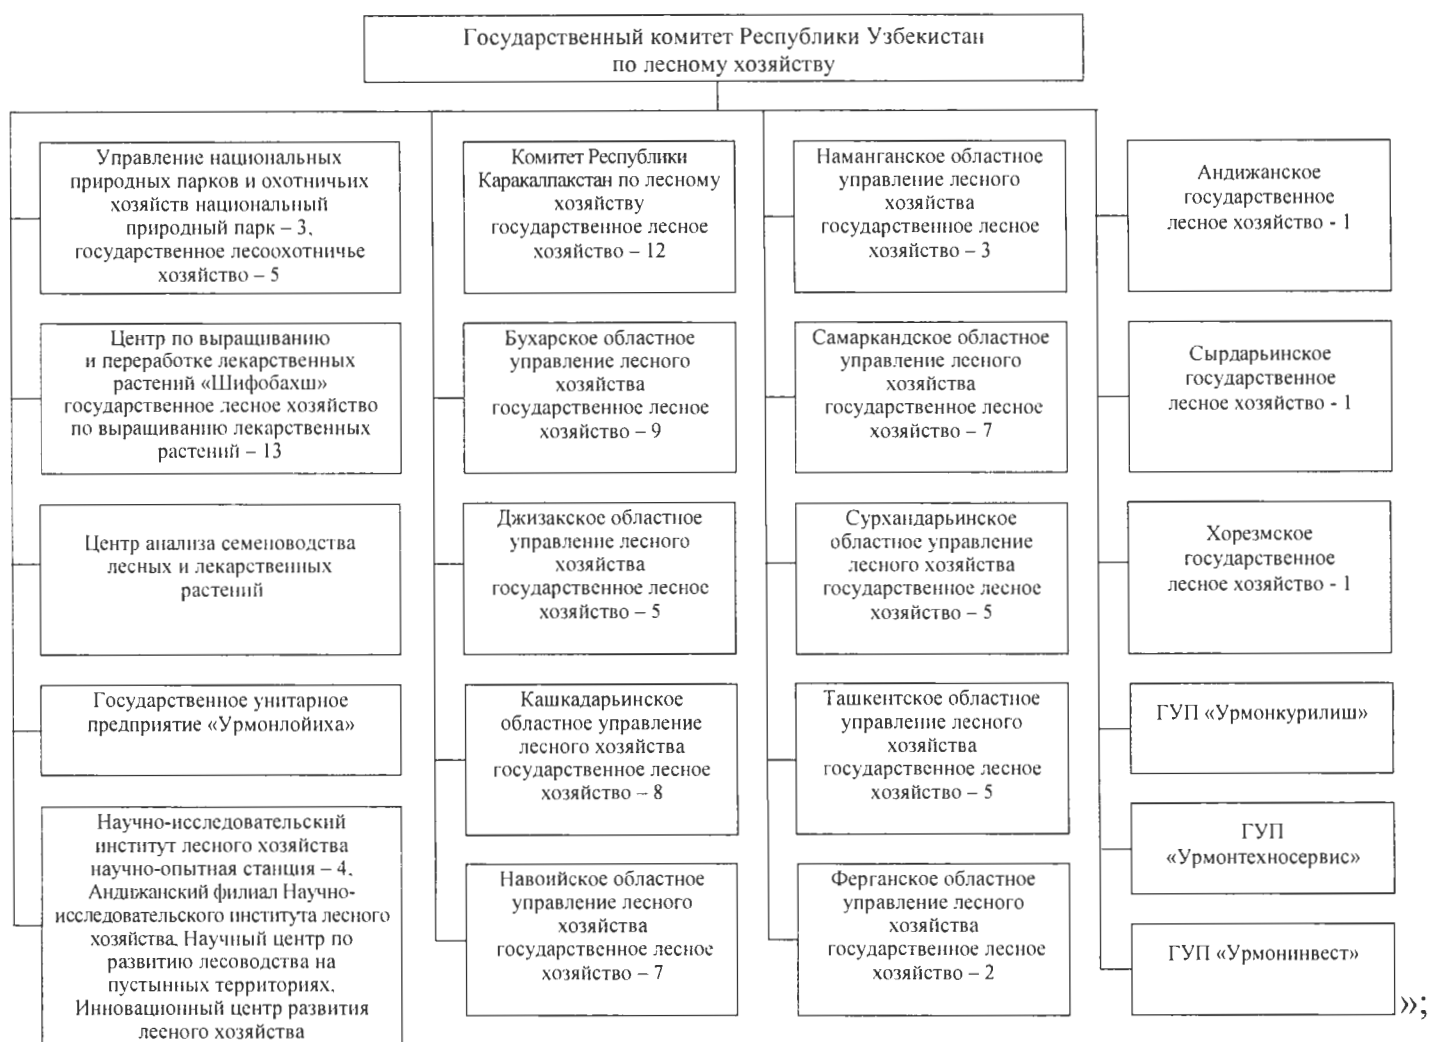 Государственный комитет Республики Узбекистан
по лесному хозяйству
Управление национальных
природных парков и охотничьих
хозяйств национальный
природный парк – 3,
государственное лесоохотничье
хозяйство – 5
Центр по выращиванию
и переработке лекарственных
растений «Шифобахш»
государственное лесное хозяйство
по выращиванию лекарственных
растений – 13
Центр анализа семеноводства
лесных и лекарственных
растений
Государственное унитарное
предприятие «Урмонлойиха»
Научно-исследовательский
институт лесного хозяйства
научно-опытная станция – 4,
Андижанский филиал Научно-
исследовательского института лесного
хозяйства, Научный центр по
развитию лесоводства на
пустынных территориях,
Инновационный центр развития
лесного хозяйства
Комитет Республики
Каракалпакстан по лесному
хозяйству
государственное лесное
хозяйство – 12
Бухарское областное
управление лесного
хозяйства
государственное лесное
хозяйство – 9
Джизакское областное
управление лесного
хозяйства
государственное лесное
хозяйство – 5
Кашкадарьинское
областное управление
лесного хозяйства
государственное лесное
хозяйство – 8
Навоийское областное
управление лесного
хозяйства
государственное лесное
хозяйство – 7
Наманганское областное
управление лесного
хозяйства
государственное лесное
хозяйство – 3
Самаркандское областное
управление лесного
хозяйства
государственное лесное
хозяйство – 7
Сурхандарьинское
областное управление
лесного хозяйства
государственное лесное
хозяйство – 5
Ташкентское областное
управление лесного
хозяйства
государственное лесное
хозяйство – 5
Ферганское областное
управление лесного
хозяйства
государственное лесное
хозяйство – 2
Андижанское
государственное
лесное хозяйство - 1
Сырдарьинское
государственное
лесное хозяйство - 1
Хорезмское
государственное
лесное хозяйство - 1
ГУП «Урмонкурилиш»
ГУП
«Урмонтехносервис»
ГУП «Урмонинвест»
»;